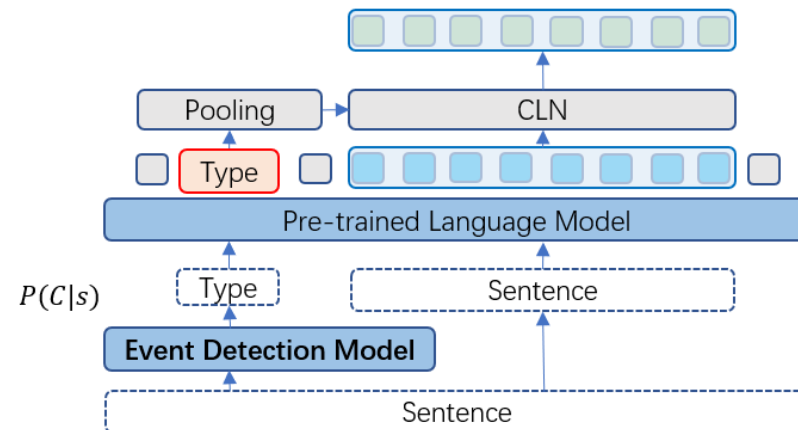 Pooling
CLN
Type
Pre-trained Language Model
Type
Sentence
P(C|s)
Event Detection Model
Sentence